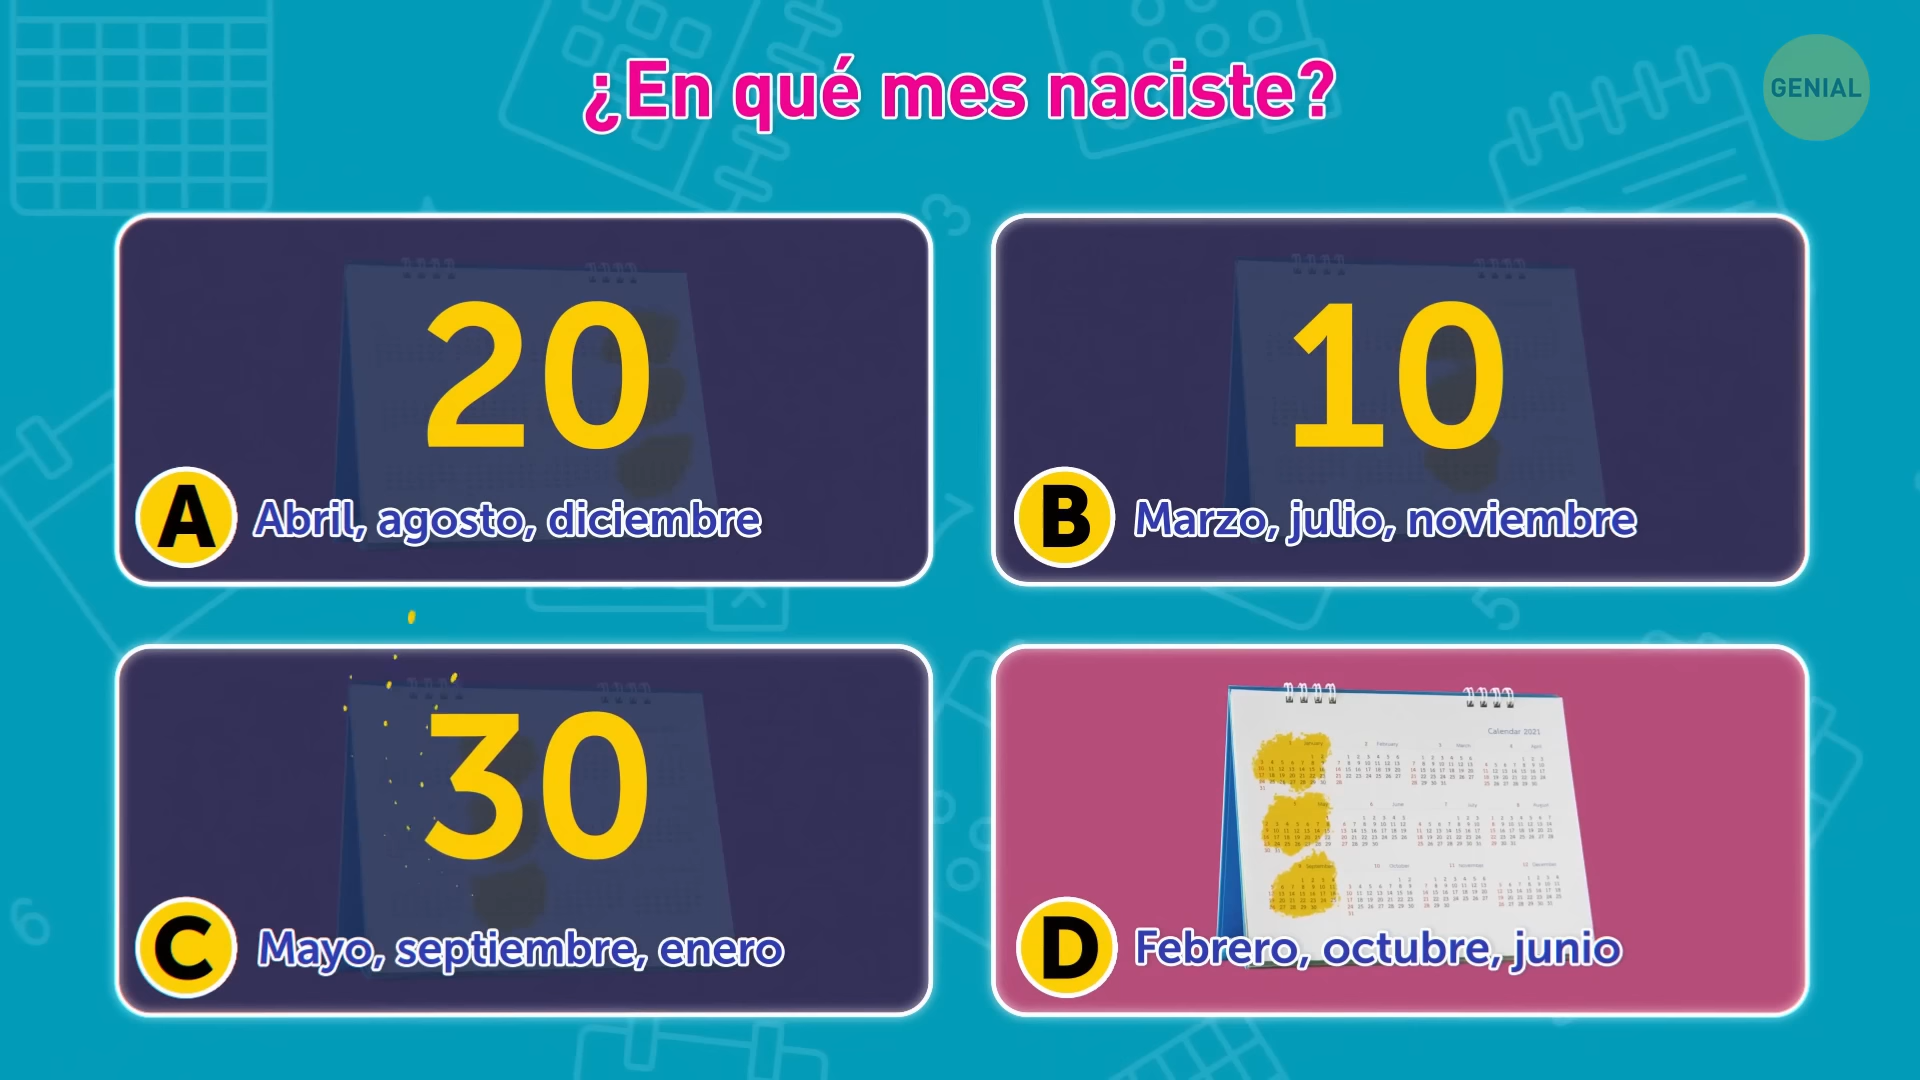 ¿En qué mes naciste?
GENIAL
20
10
A Abril, agosto, diciembre
B Marzo, julio, noviembre
30
Calendar 2021
C Mayo, septiembre, enero
D Febrero, octubre, junio